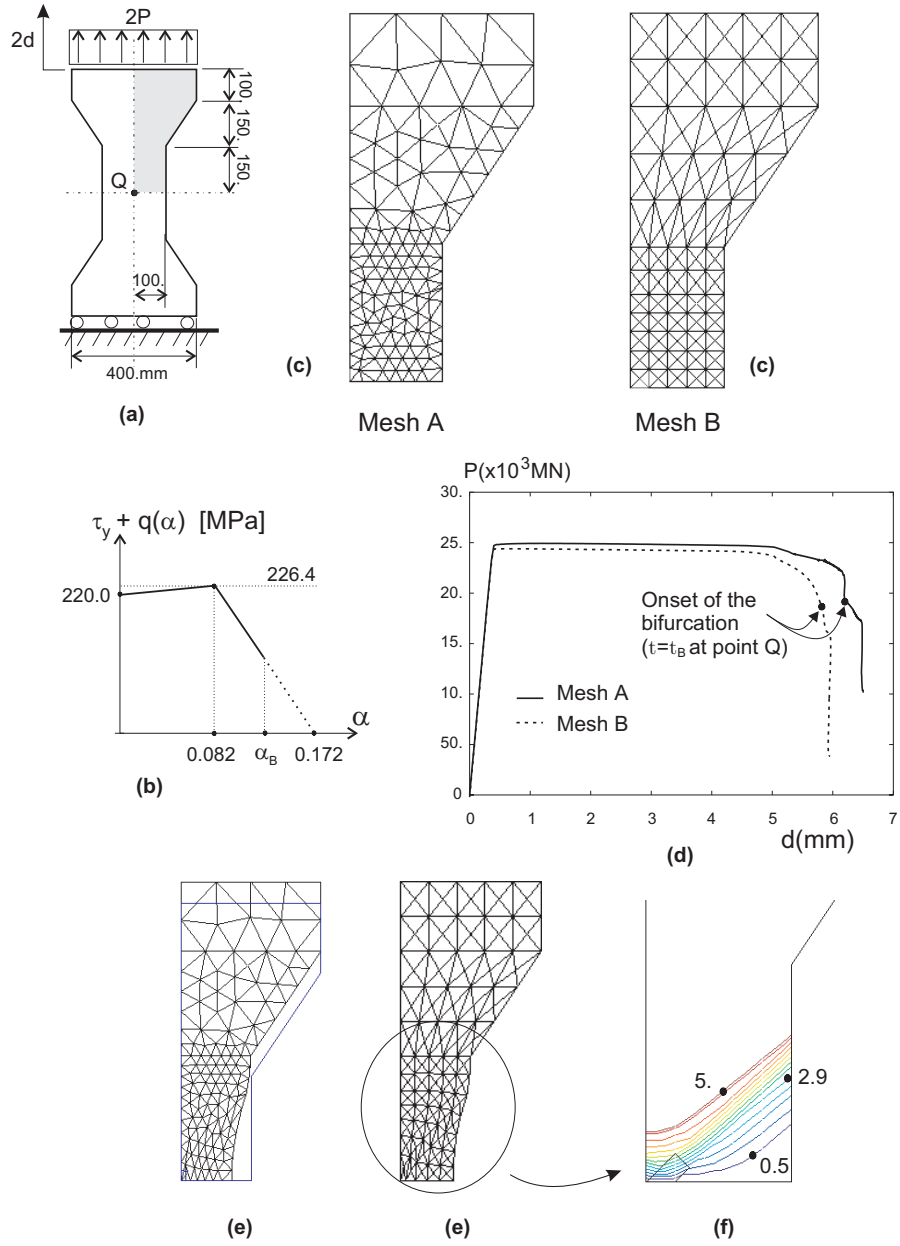 2P
2d
100.
150.
150.
Q
100.
400.mm
(a)
(c)
(c)
Mesh A
Mesh B
τy + q(α) [MPa]
226.4
220.0
α
0.082
αB
0.172
(b)
P(x10³MN)
30.
25.
20.
15.
10.
50.
0
0
1
2
3
4
5
6
7
d(mm)
Onset of the
bifurcation
(t=tB at point Q)
Mesh A
Mesh B
(d)
5.
2.9
0.5
(e)
(e)
(f)